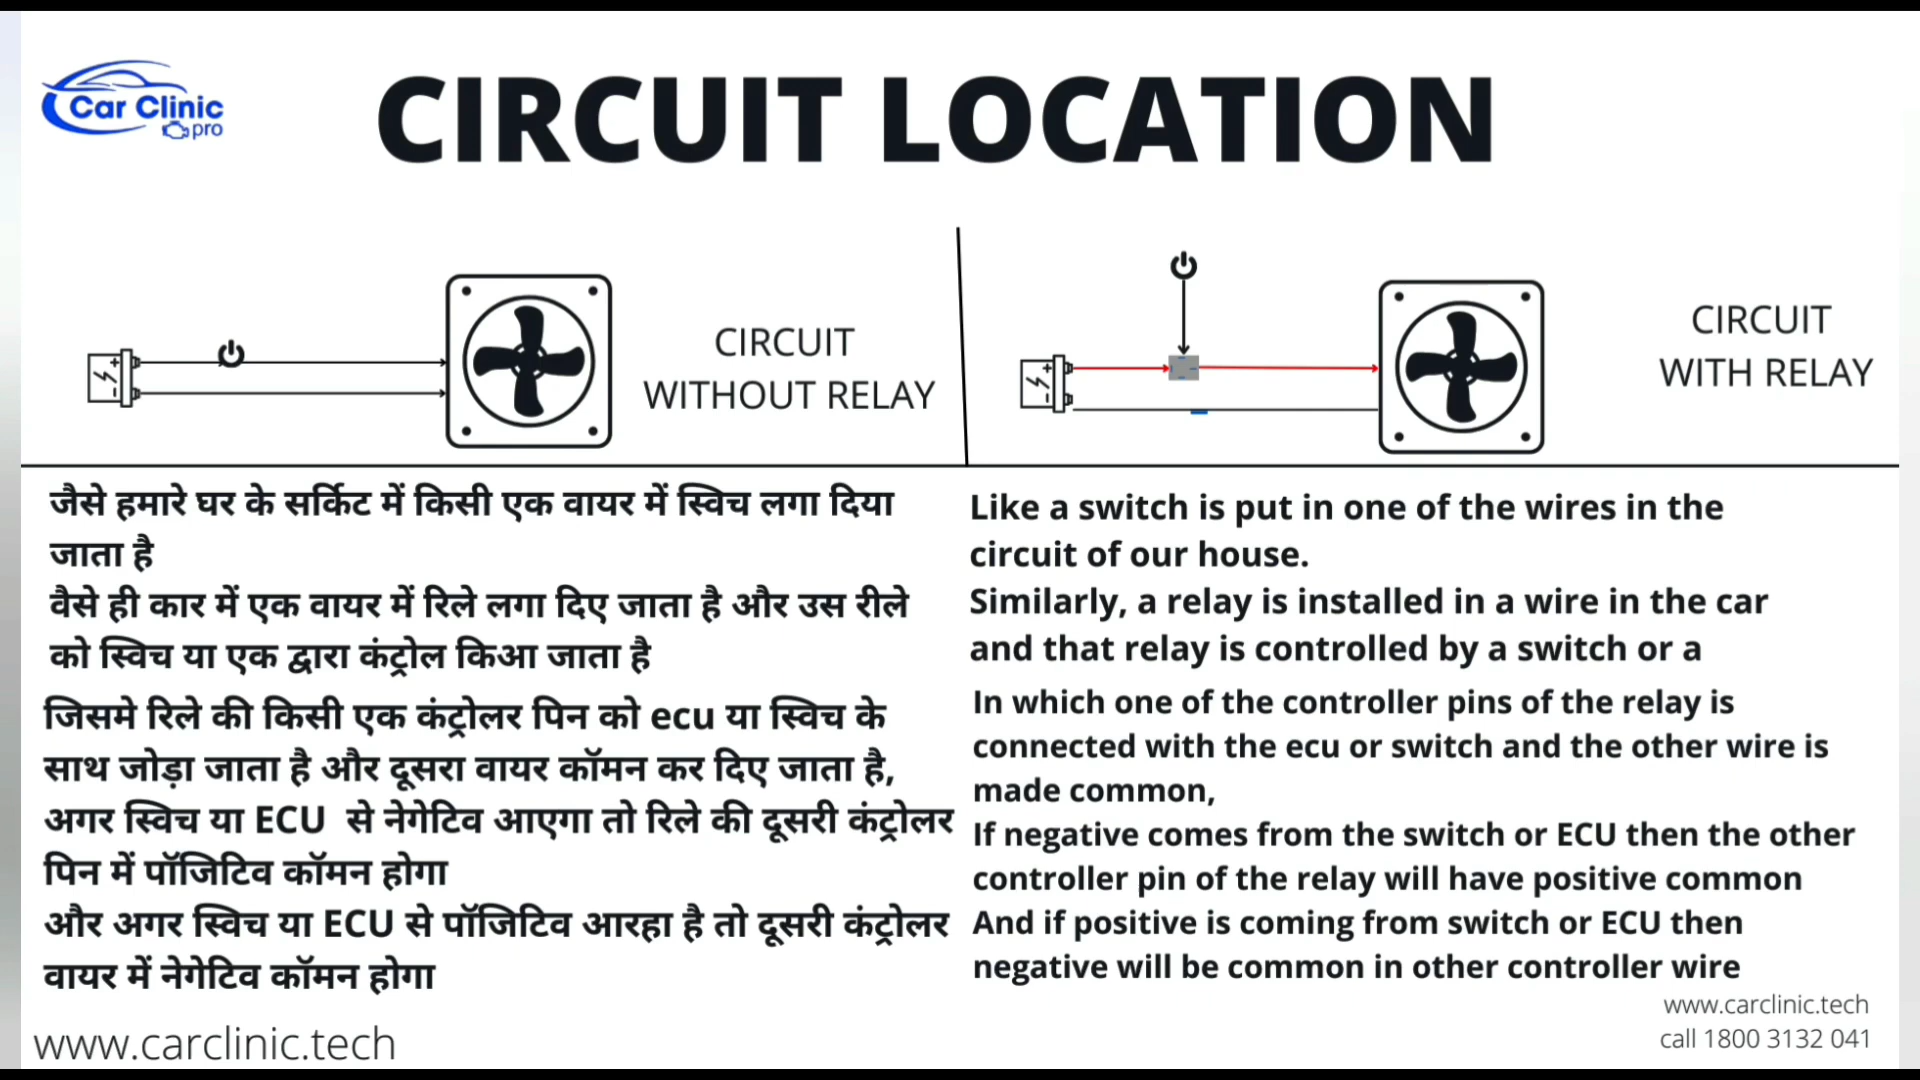 Car Clinic
pro
CIRCUIT LOCATION
CIRCUIT
WITHOUT RELAY
CIRCUIT
WITH RELAY
जैसे हमारे घर के सर्किट में किसी एक वायर में स्विच लगा दिया
जाता है
वैसे ही कार में एक वायर में रिले लगा दिए जाता है और उस रीले
को स्विच या एक द्वारा कंट्रोल किआ जाता है
जिसमे रिले की किसी एक कंट्रोलर पिन को ecu या स्विच के
साथ जोड़ा जाता है और दूसरा वायर कॉमन कर दिए जाता है,
अगर स्विच या ECU से नेगेटिव आएगा तो रिले की दूसरी कंट्रोलर
पिन में पॉजिटिव कॉमन होगा
और अगर स्विच या ECU से पॉजिटिव आरहा है तो दूसरी कंट्रोलर
वायर में नेगेटिव कॉमन होगा
Like a switch is put in one of the wires in the
circuit of our house.
Similarly, a relay is installed in a wire in the car
and that relay is controlled by a switch or a
In which one of the controller pins of the relay is
connected with the ecu or switch and the other wire is
made common,
If negative comes from the switch or ECU then the other
controller pin of the relay will have positive common
And if positive is coming from switch or ECU then
negative will be common in other controller wire
www.carclinic.tech
www.carclinic.tech
call 1800 3132 041